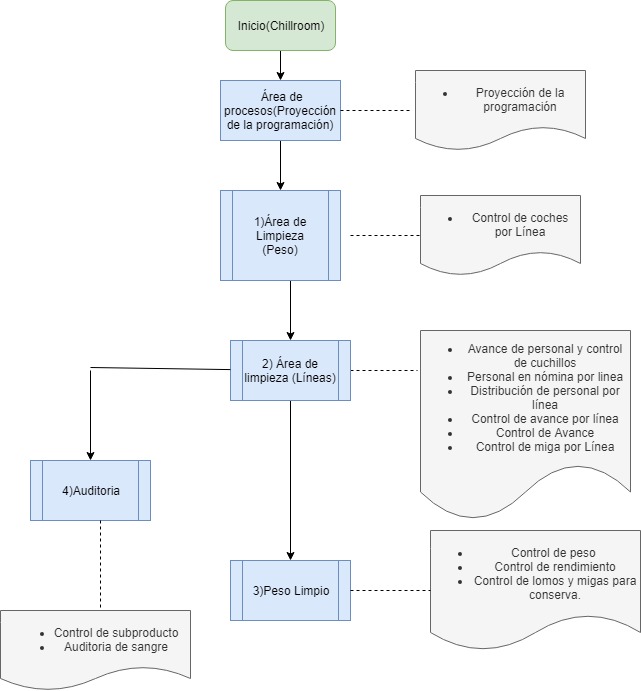 Inicio(Chillroom)
Área de
procesos(Proyección
de la programación)
• Proyección de la
programación
1)Área de
Limpieza
(Peso)
• Control de coches
por Línea
2) Área de
limpieza (Líneas)
• Avance de personal y control
de cuchillos
• Personal en nómina por linea
• Distribución de personal por
línea
• Control de avance por línea
• Control de Avance
• Control de miga por Línea
4)Auditoria
3)Peso Limpio
• Control de peso
• Control de rendimiento
• Control de lomos y migas para
conserva.
• Control de subproducto
• Auditoria de sangre